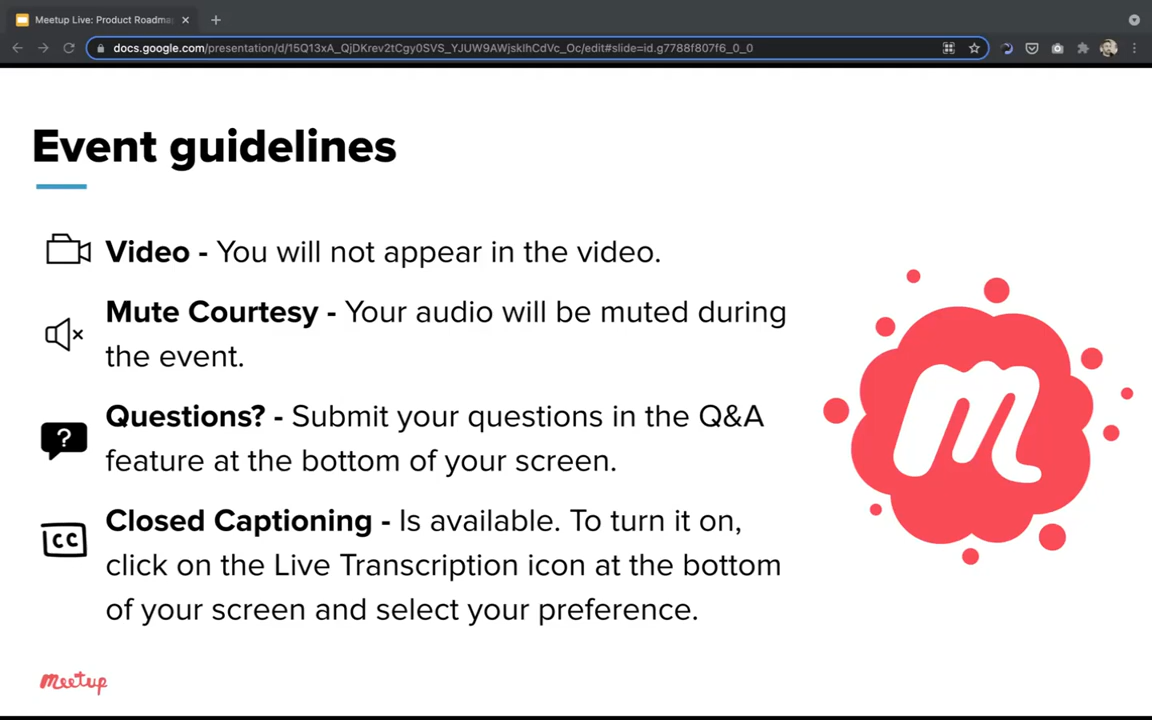 Meetup Live: Product Roadma
docs.google.com/presentation/d/15Q13xA_QjDKrev2tCgy0SVS_YJUW9AWjskIhCdVc_Oc/edit#slide=id.g7788f807f6_0_0
Event guidelines
Video - You will not appear in the video.
Mute Courtesy - Your audio will be muted during
the event.
Questions? - Submit your questions in the Q&A
feature at the bottom of your screen.
?
Closed Captioning - Is available. To turn it on,
click on the Live Transcription icon at the bottom
of your screen and select your preference.
CC
m
meetup